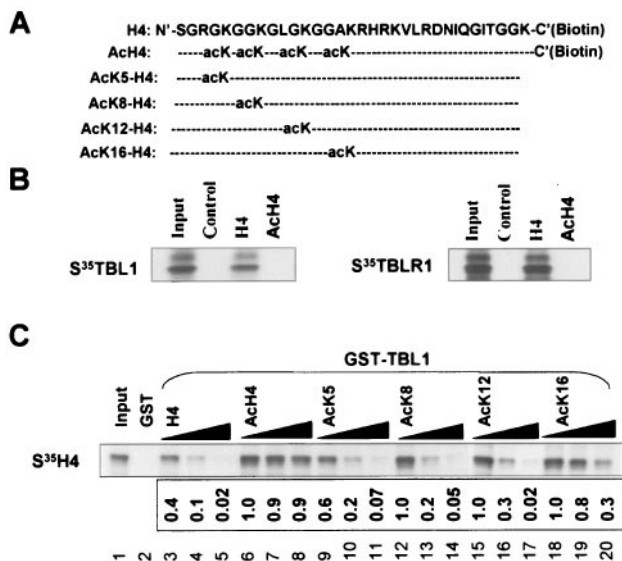 A
H4: N'-SGRGKGGKGLGKGGAKRHRKVLRDNIQGITGGK-C'(Biotin)
AcH4: -----acK-acK---acK---acK-----------------------------C'(Biotin)
AcK5-H4: -----acK--------------------------------------------------
AcK8-H4: ------------acK-------------------------------------------
AcK12-H4: ---------------------acK----------------------------------
AcK16-H4: -----------------------------acK--------------------------
B
Input Control H4 AcH4
S³⁵TBL1
Input Control H4 AcH4
S³⁵TBLR1
C
GST-TBL1
Input GST H4 AcH4 AcK5 AcK8 AcK12 AcK16
S³⁵H4
0.4 0.1 0.02 1.0 0.9 0.9 0.6 0.2 0.07 1.0 0.2 0.05 1.0 0.3 0.02 1.0 0.8 0.3
1 2 3 4 5 6 7 8 9 10 11 12 13 14 15 16 17 18 19 20